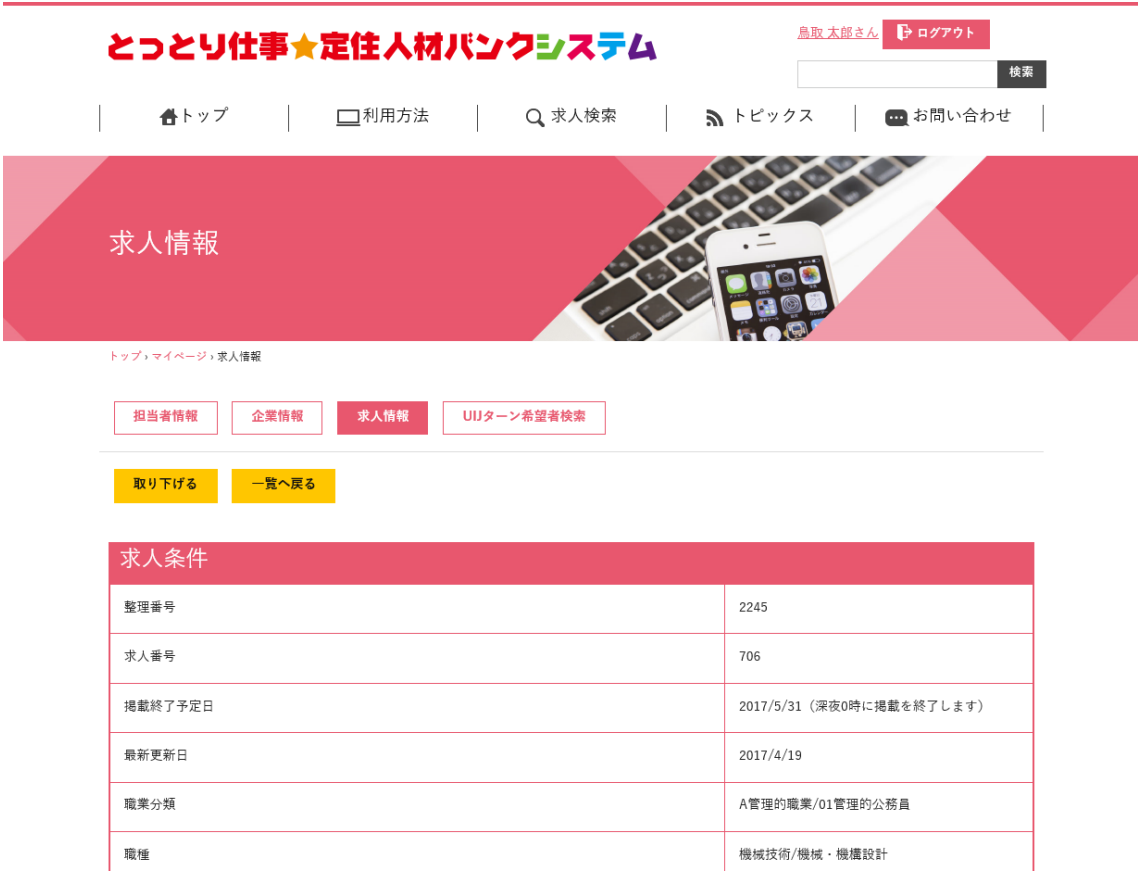 とっとり仕事★定住人材バンクシステム
鳥取 太郎さん
ログアウト
検索
トップ
利用方法
求人検索
トピックス
お問い合わせ
求人情報
トップ › マイページ › 求人情報
担当者情報
企業情報
求人情報
UIJターン希望者検索
取り下げる
一覧へ戻る
求人条件
整理番号 2245
求人番号 706
掲載終了予定日 2017/5/31（深夜0時に掲載を終了します）
最新更新日 2017/4/19
職業分類 A管理的職業/01管理的公務員
職種 機械技術/機械・機構設計